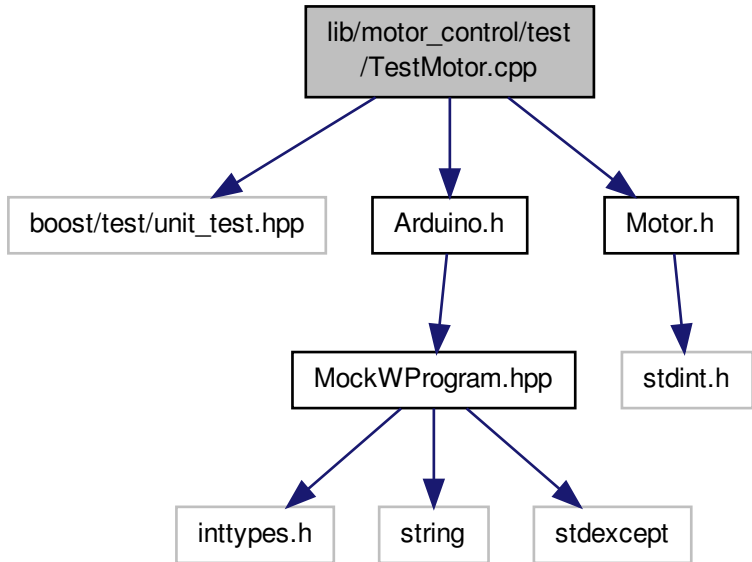 lib/motor_control/test
/TestMotor.cpp
boost/test/unit_test.hpp
Arduino.h
Motor.h
MockWProgram.hpp
stdint.h
inttypes.h
string
stdexcept